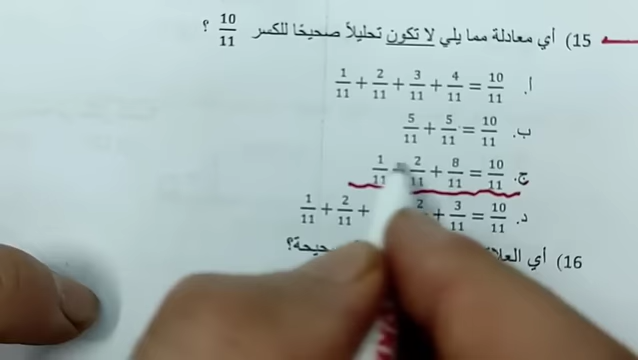 15) أي معادلة مما يلي لا تكون تحليلاً صحيحًا للكسر 10/11 ؟
أ. 1/11 + 2/11 + 3/11 + 4/11 = 10/11
ب. 5/11 + 5/11 = 10/11
ج. 1/11 + 2/11 + 8/11 = 10/11
د. 1/11 + 2/11 + 2/11 + 3/11 = 10/11
16) أي